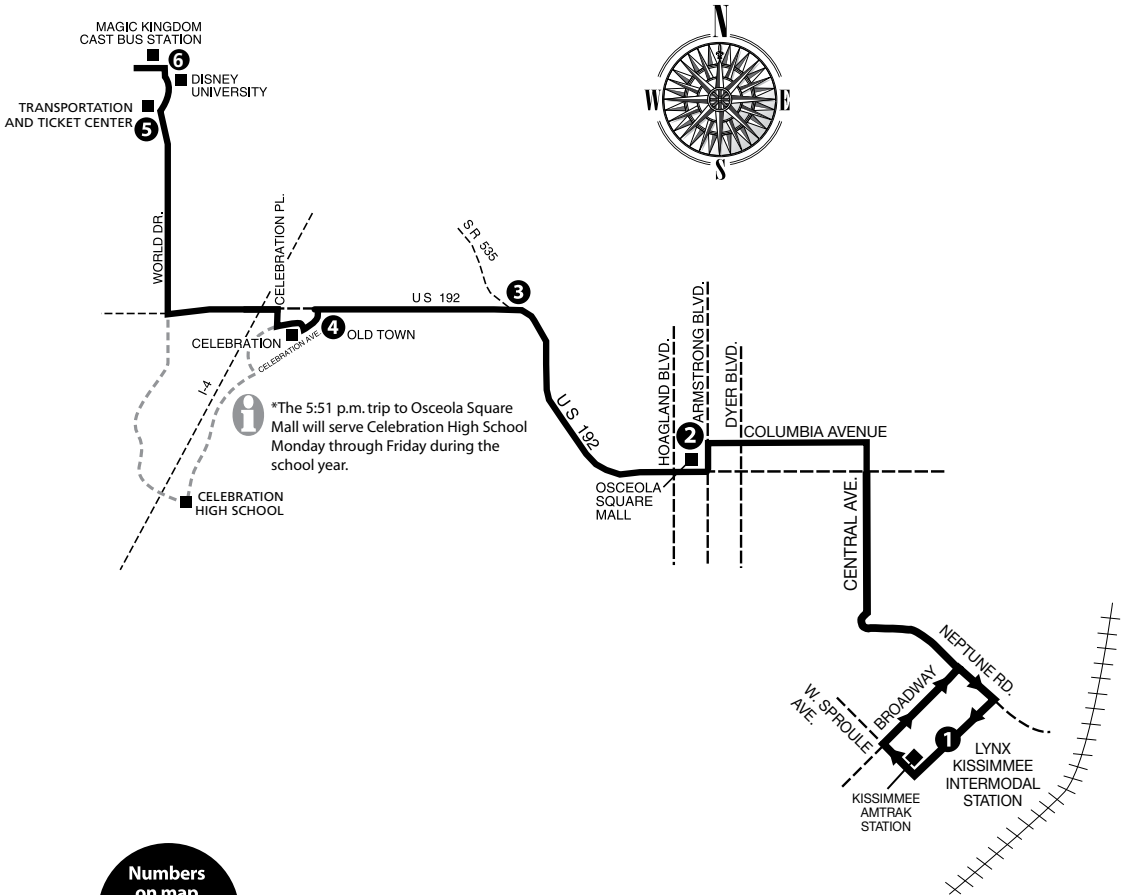 MAGIC KINGDOM
CAST BUS STATION
6
DISNEY
UNIVERSITY
TRANSPORTATION
AND TICKET CENTER
5
N
W
E
S
WORLD DR.
CELEBRATION PL.
S R 535
3
U S 192
4
OLD TOWN
CELEBRATION
CELEBRATION AVE.
I-4
i
*The 5:51 p.m. trip to Osceola Square
Mall will serve Celebration High School
Monday through Friday during the
school year.
CELEBRATION
HIGH SCHOOL
U S 192
HOAGLAND BLVD.
ARMSTRONG BLVD.
DYER BLVD.
2
COLUMBIA AVENUE
OSCEOLA
SQUARE
MALL
CENTRAL AVE.
NEPTUNE RD.
BROADWAY
W. SPROULE
AVE.
1
LYNX
KISSIMMEE
INTERMODAL
STATION
KISSIMMEE
AMTRAK
STATION
Numbers
on map